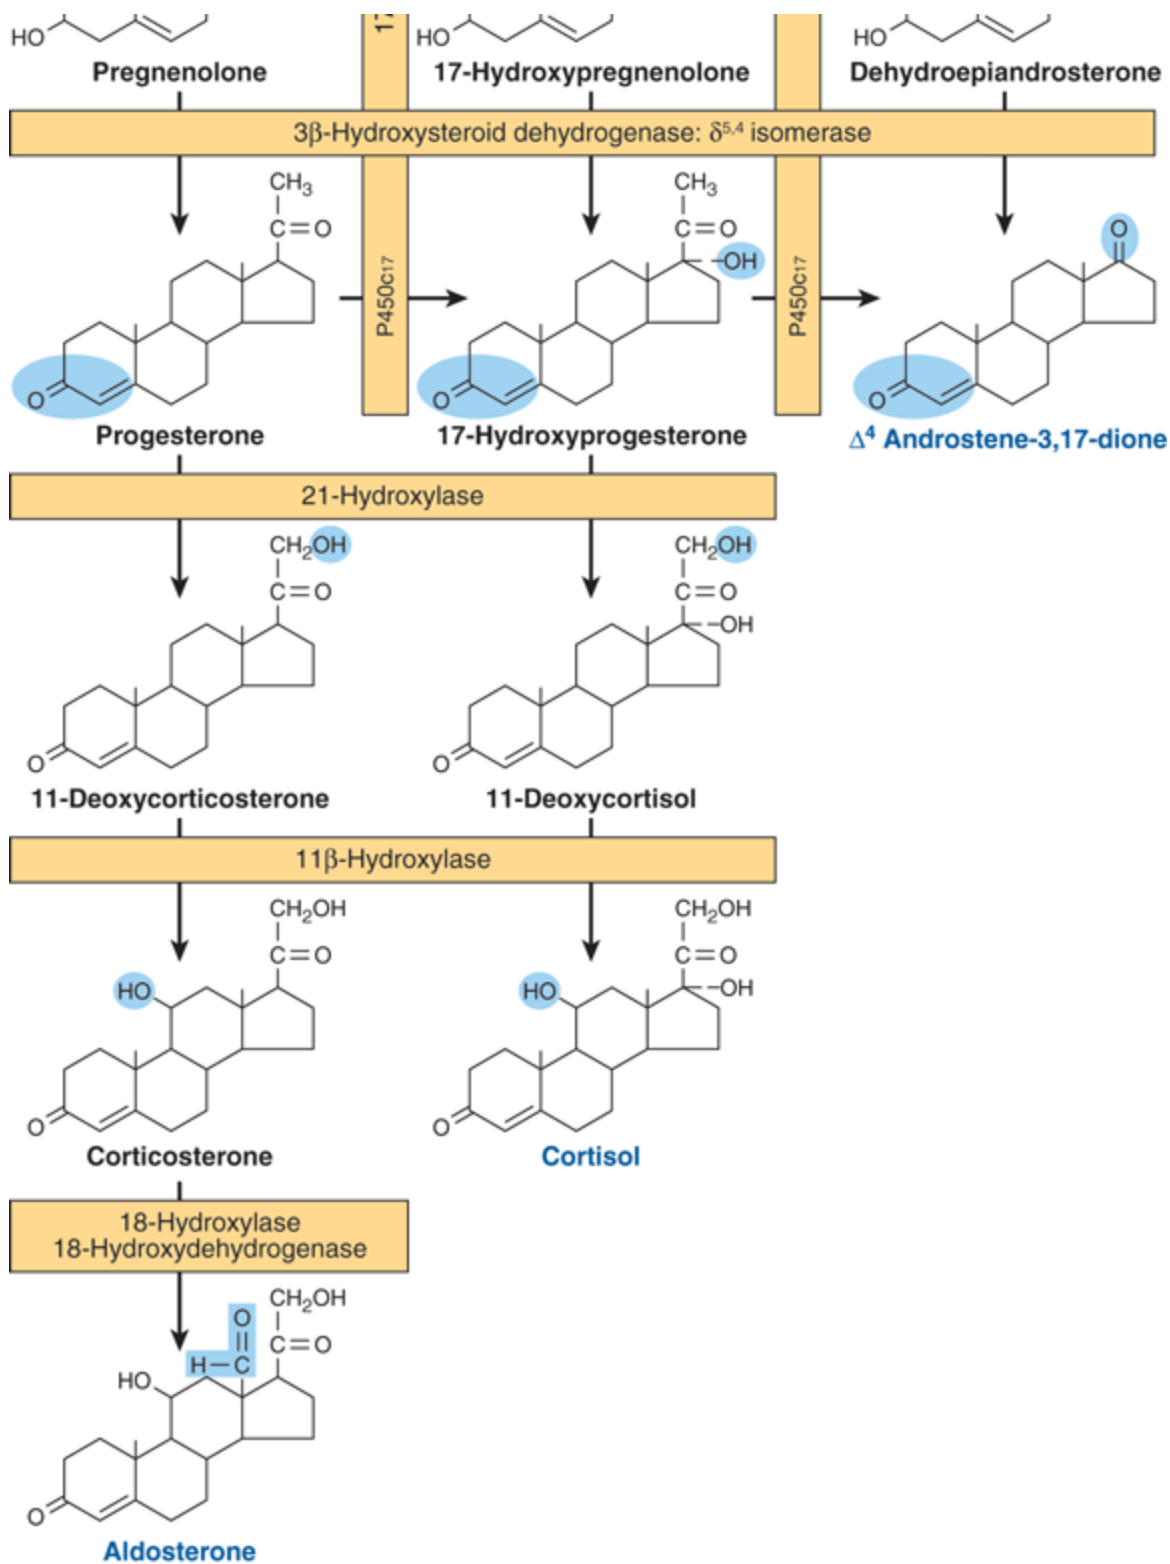 HO
HO
HO
17
Pregnenolone
17-Hydroxypregnenolone
Dehydroepiandrosterone
3β-Hydroxysteroid dehydrogenase: δ5,4 isomerase
CH3
C=O
O
P450c17
CH3
C=O
--OH
O
P450c17
O
O
Progesterone
17-Hydroxyprogesterone
Δ4 Androstene-3,17-dione
21-Hydroxylase
CH2OH
C=O
O
CH2OH
C=O
--OH
O
11-Deoxycorticosterone
11-Deoxycortisol
11β-Hydroxylase
CH2OH
C=O
HO
O
CH2OH
C=O
HO
--OH
O
Corticosterone
Cortisol
18-Hydroxylase
18-Hydroxydehydrogenase
CH2OH
O
C=O
H–C
HO
O
Aldosterone